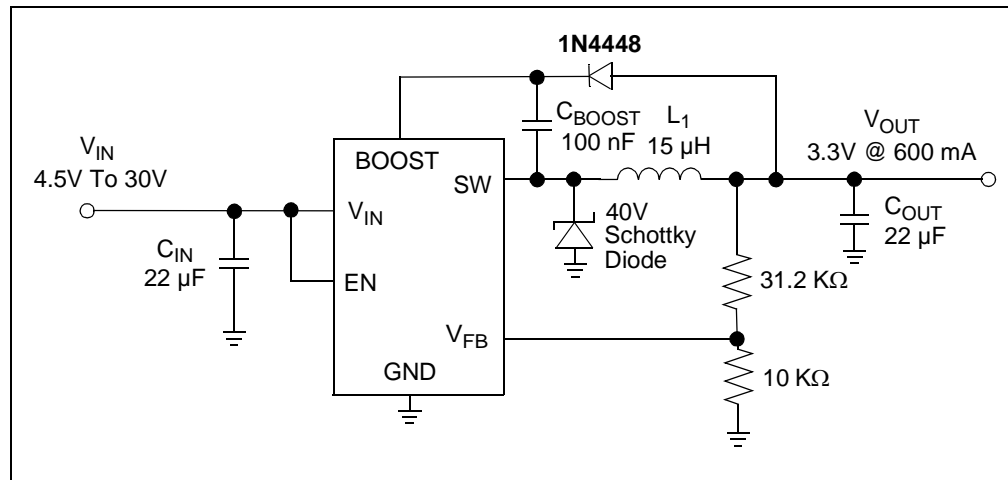 1N4448
C_BOOST
100 nF
L_1
15 µH
V_OUT
3.3V @ 600 mA
V_IN
4.5V To 30V
BOOST
SW
V_IN
40V
Schottky
Diode
C_OUT
22 µF
C_IN
22 µF
EN
31.2 KΩ
V_FB
GND
10 KΩ